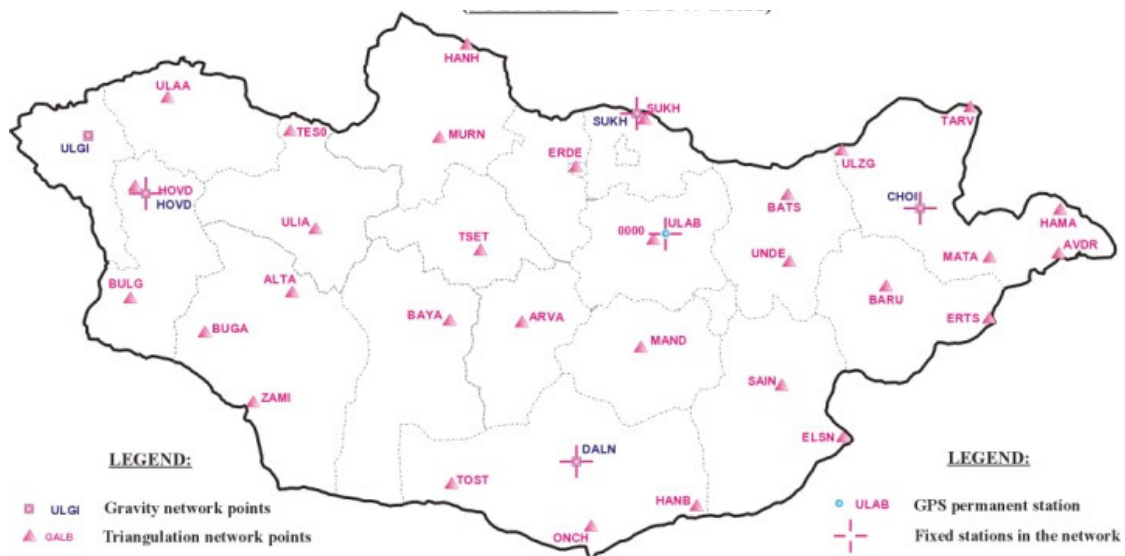 HANH
ULAA
SUKH
SUKH
TARV
TES0
MURN
ULGI
ERDE
ULZG
HOVD
HOVD
BATS
CHOI
HAMA
ULIA
0000
ULAB
TSET
UNDE
MATA
AVDR
BULG
ALTA
BARU
BUGA
BAYA
ARVA
ERTS
MAND
SAIN
ZAMI
ELSN
DALN
TOST
HANB
ONCH
LEGEND:
ULGI Gravity network points
GALB Triangulation network points
LEGEND:
ULAB GPS permanent station
Fixed stations in the network